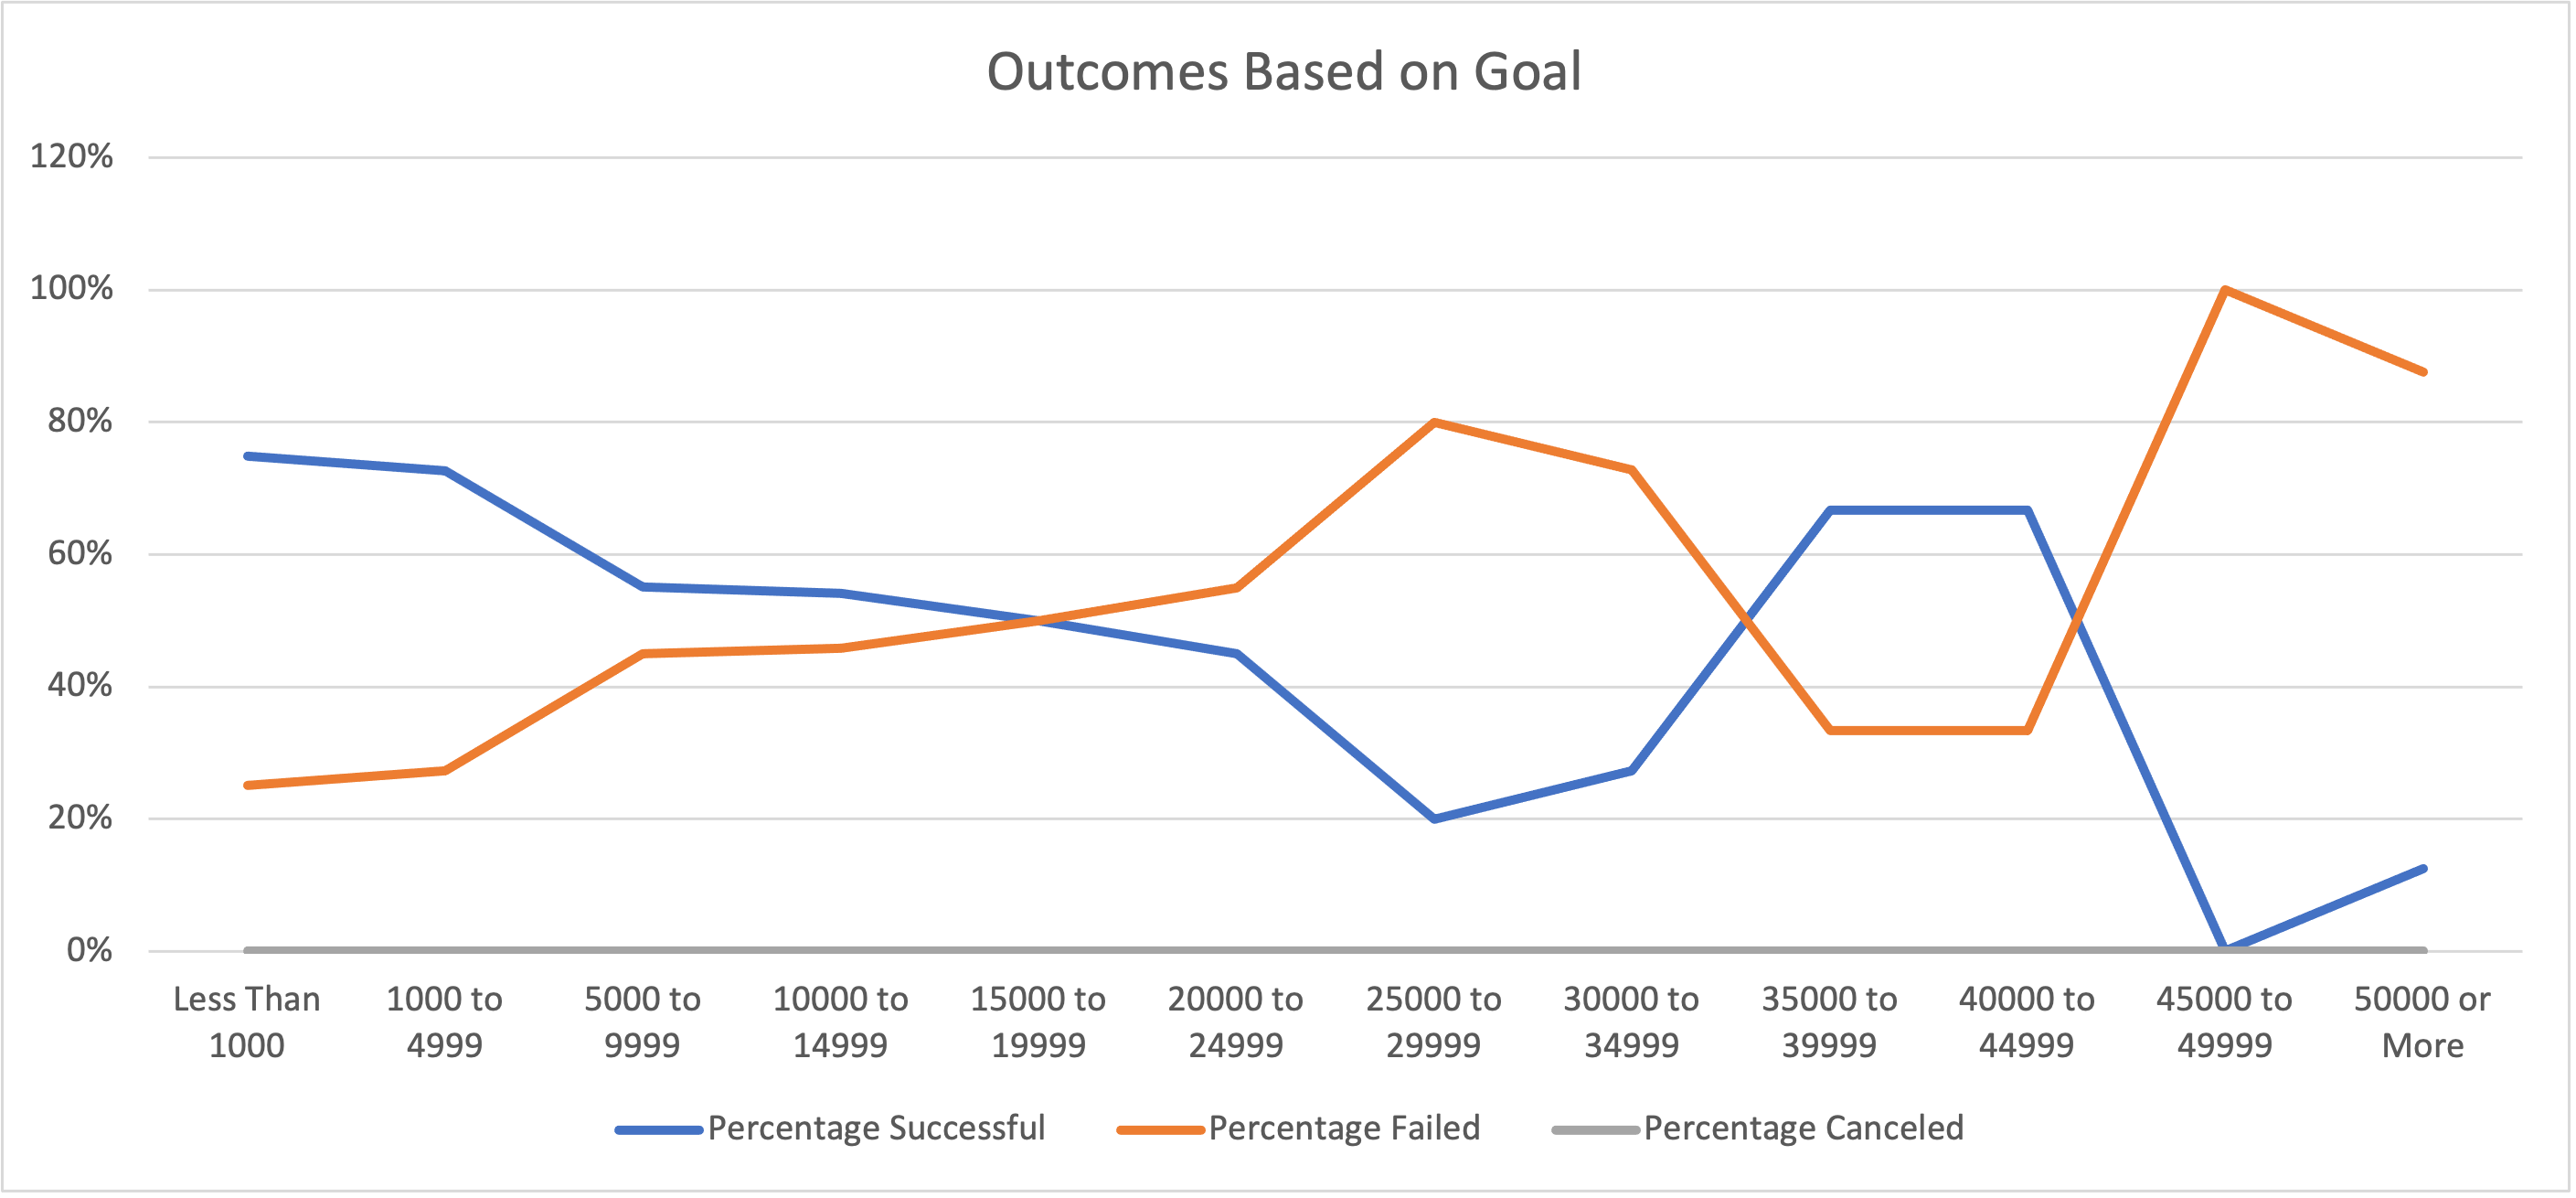 Outcomes Based on Goal
120%
100%
80%
60%
40%
20%
0%
Less Than
1000
1000 to
4999
5000 to
9999
10000 to
14999
15000 to
19999
20000 to
24999
25000 to
29999
30000 to
34999
35000 to
39999
40000 to
44999
45000 to
49999
50000 or
More
Percentage Successful
Percentage Failed
Percentage Canceled